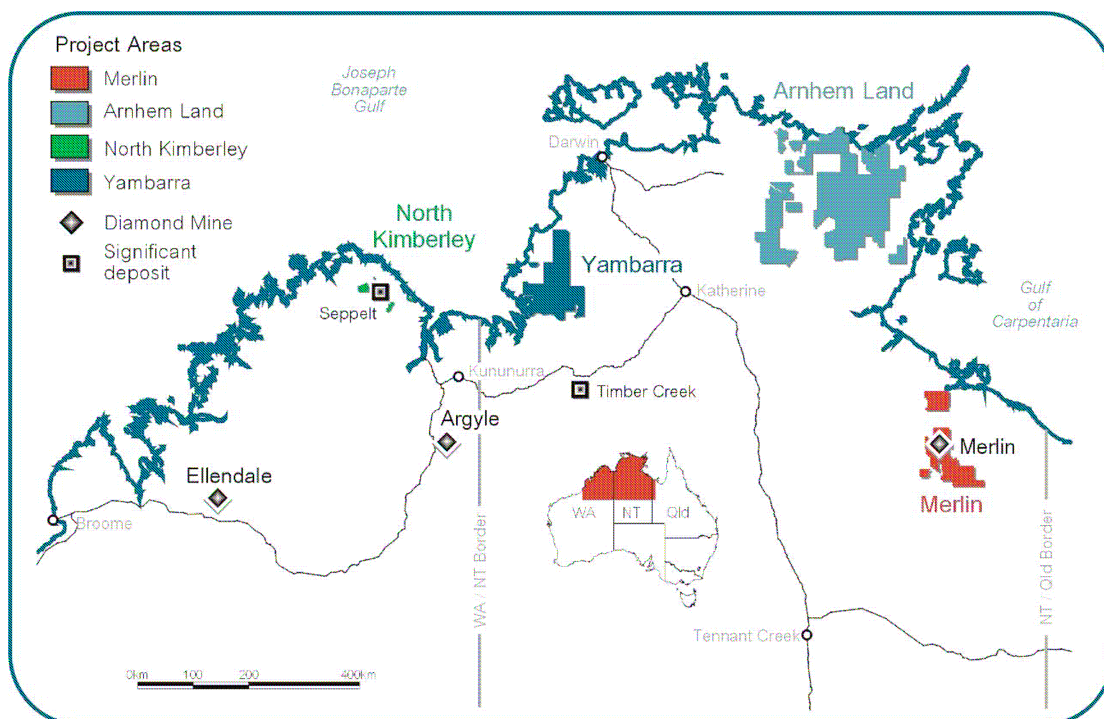 Project Areas
Merlin
Arnhem Land
North Kimberley
Yambarra
Diamond Mine
Significant
deposit
Joseph
Bonaparte
Gulf
Arnhem Land
Darwin
North
Kimberley
Yambarra
Katherine
Gulf
of
Carpentaria
Seppelt
Kununurra
Timber Creek
Argyle
Merlin
Ellendale
Merlin
Broome
WA
NT
Qld
WA / NT Border
NT / Qld Border
Tennant Creek
0km 100 200 400km